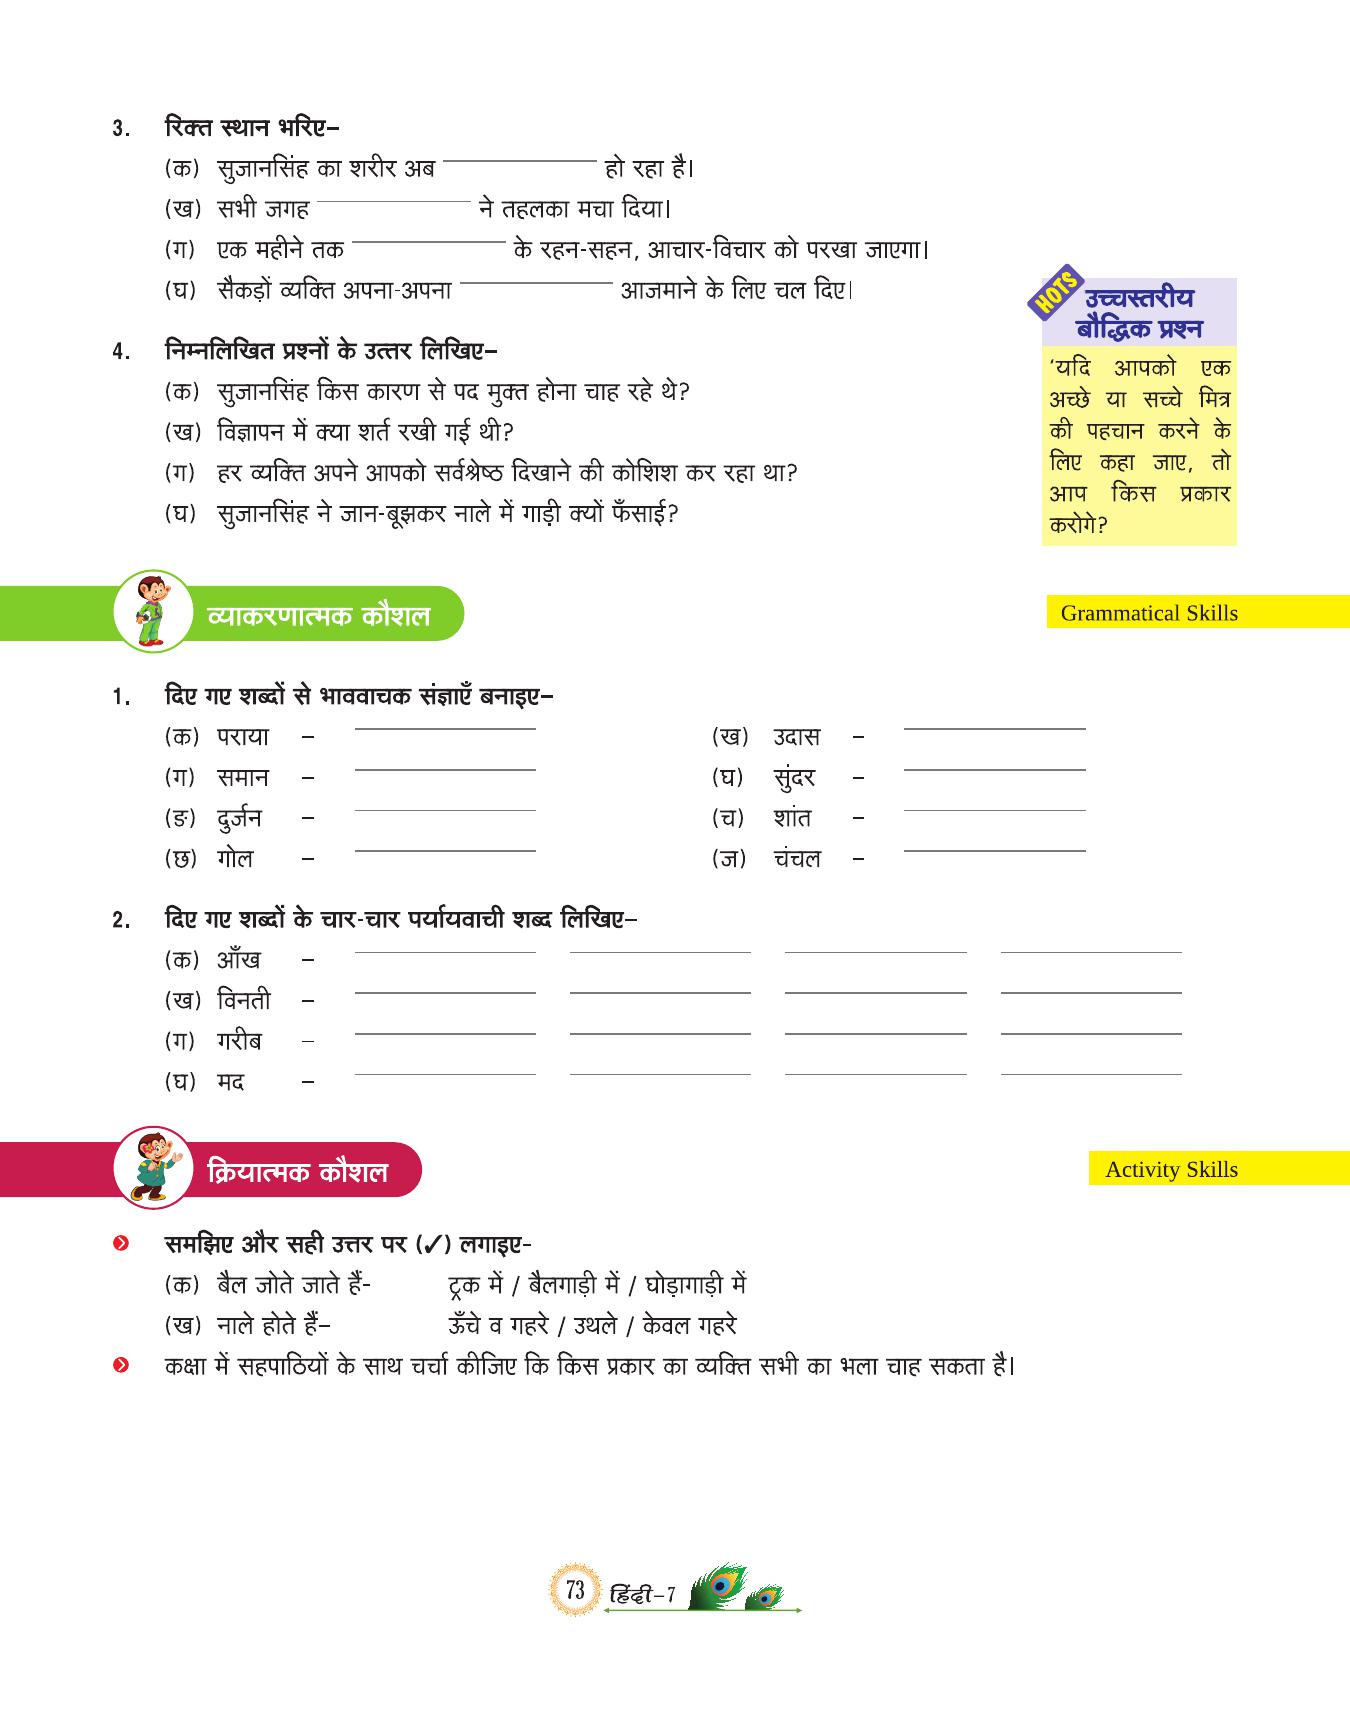 3. रिक्त स्थान भरिए–
(क) सुजानसिंह का शरीर अब ____________ हो रहा है।
(ख) सभी जगह ____________ ने तहलका मचा दिया।
(ग) एक महीने तक ____________ के रहन-सहन, आचार-विचार को परखा जाएगा।
(घ) सैकड़ों व्यक्ति अपना-अपना ____________ आजमाने के लिए चल दिए।
4. निम्नलिखित प्रश्नों के उत्तर लिखिए–
(क) सुजानसिंह किस कारण से पद मुक्त होना चाह रहे थे?
(ख) विज्ञापन में क्या शर्त रखी गई थी?
(ग) हर व्यक्ति अपने आपको सर्वश्रेष्ठ दिखाने की कोशिश कर रहा था?
(घ) सुजानसिंह ने जान-बूझकर नाले में गाड़ी क्यों फँसाई?
HOTS
उच्चस्तरीय
बौद्धिक प्रश्न
‘यदि आपको एक
अच्छे या सच्चे मित्र
की पहचान करने के
लिए कहा जाए, तो
आप किस प्रकार
करोगे?
व्याकरणात्मक कौशल
Grammatical Skills
1. दिए गए शब्दों से भाववाचक संज्ञाएँ बनाइए–
(क) पराया – ____________ (ख) उदास – ____________
(ग) समान – ____________ (घ) सुंदर – ____________
(ङ) दुर्जन – ____________ (च) शांत – ____________
(छ) गोल – ____________ (ज) चंचल – ____________
2. दिए गए शब्दों के चार-चार पर्यायवाची शब्द लिखिए–
(क) आँख – ____________ ____________ ____________ ____________
(ख) विनती – ____________ ____________ ____________ ____________
(ग) गरीब – ____________ ____________ ____________ ____________
(घ) मद – ____________ ____________ ____________ ____________
क्रियात्मक कौशल
Activity Skills
समझिए और सही उत्तर पर (✓) लगाइए-
(क) बैल जोते जाते हैं- ट्रक में / बैलगाड़ी में / घोड़ागाड़ी में
(ख) नाले होते हैं– ऊँचे व गहरे / उथले / केवल गहरे
कक्षा में सहपाठियों के साथ चर्चा कीजिए कि किस प्रकार का व्यक्ति सभी का भला चाह सकता है।
73 हिंदी–7